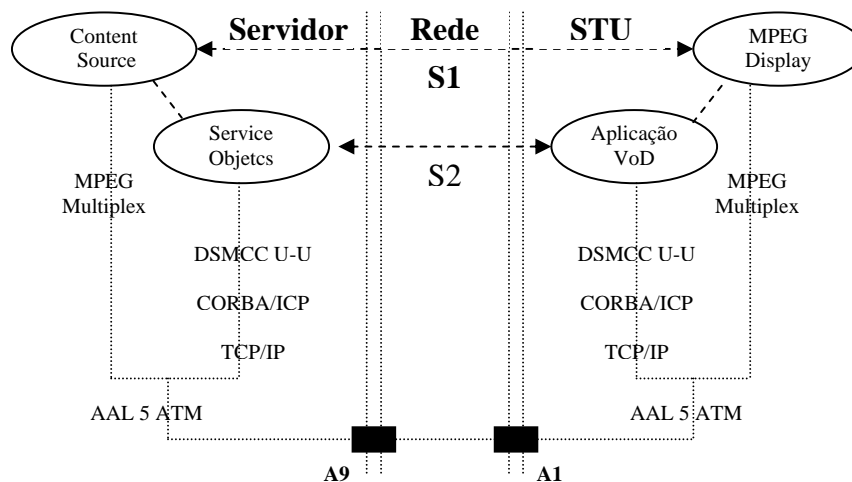 Content
Source
Servidor
Rede
STU
MPEG
Display
S1
Service
Objetcs
Aplicação
VoD
S2
MPEG
Multiplex
MPEG
Multiplex
DSMCC U-U
DSMCC U-U
CORBA/ICP
CORBA/ICP
TCP/IP
TCP/IP
AAL 5 ATM
AAL 5 ATM
A9
A1